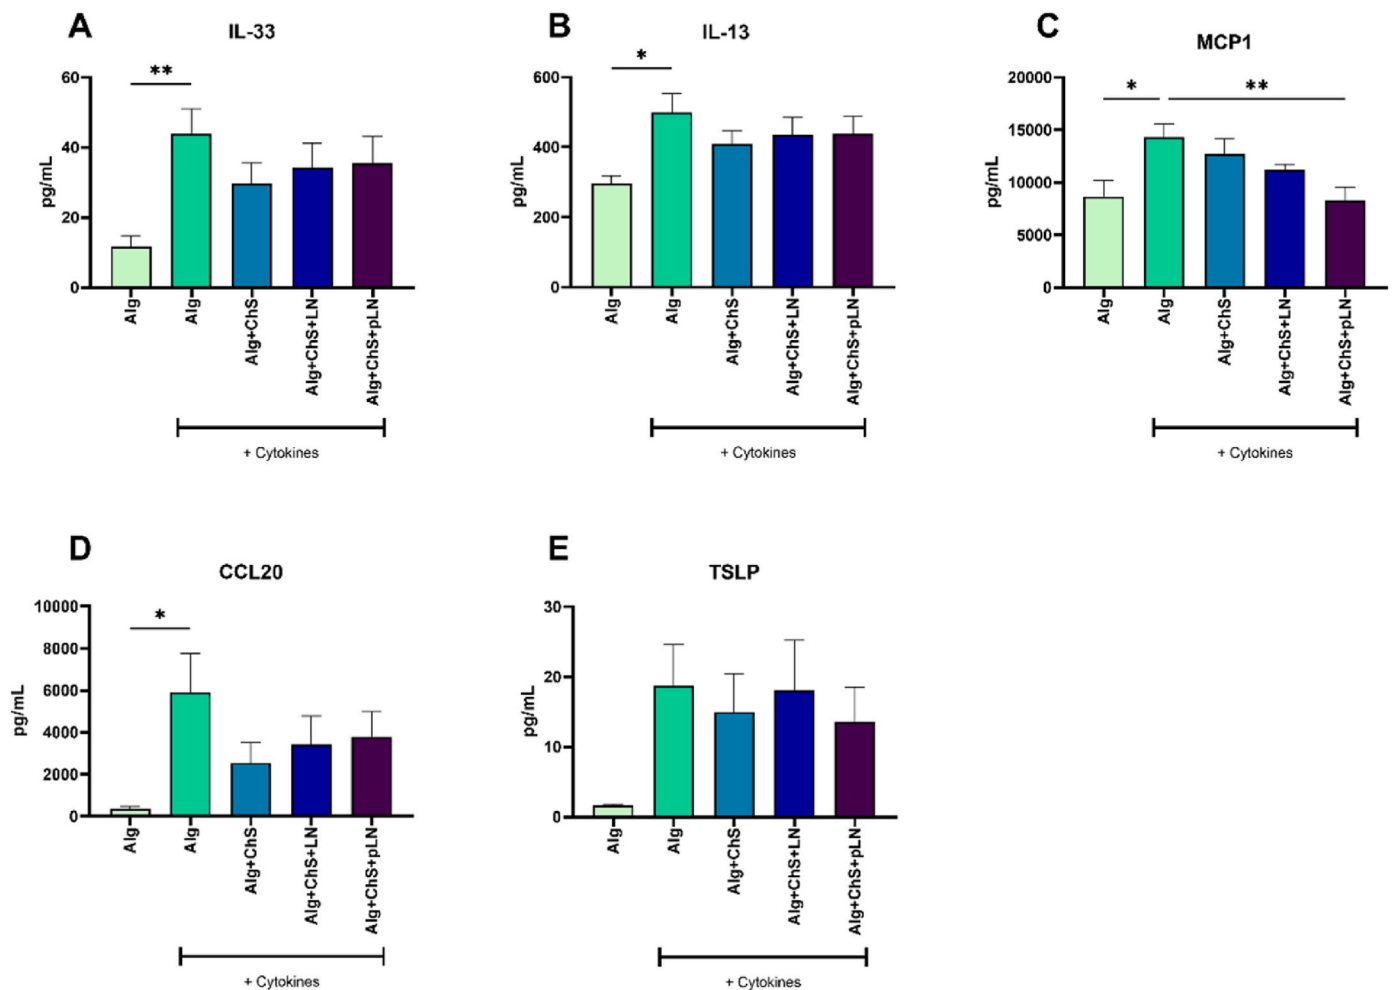 A
IL-33
**
60
40
20
0
pg/mL
Alg
Alg
Alg+ChS
Alg+ChS+LN
Alg+ChS+pLN
+ Cytokines
B
IL-13
*
600
400
200
0
pg/mL
Alg
Alg
Alg+ChS
Alg+ChS+LN
Alg+ChS+pLN
+ Cytokines
C
MCP1
*
**
20000
15000
10000
5000
0
pg/mL
Alg
Alg
Alg+ChS
Alg+ChS+LN
Alg+ChS+pLN
+ Cytokines
D
CCL20
*
10000
8000
6000
4000
2000
0
pg/mL
Alg
Alg
Alg+ChS
Alg+ChS+LN
Alg+ChS+pLN
+ Cytokines
E
TSLP
30
20
10
0
pg/mL
Alg
Alg
Alg+ChS
Alg+ChS+LN
Alg+ChS+pLN
+ Cytokines